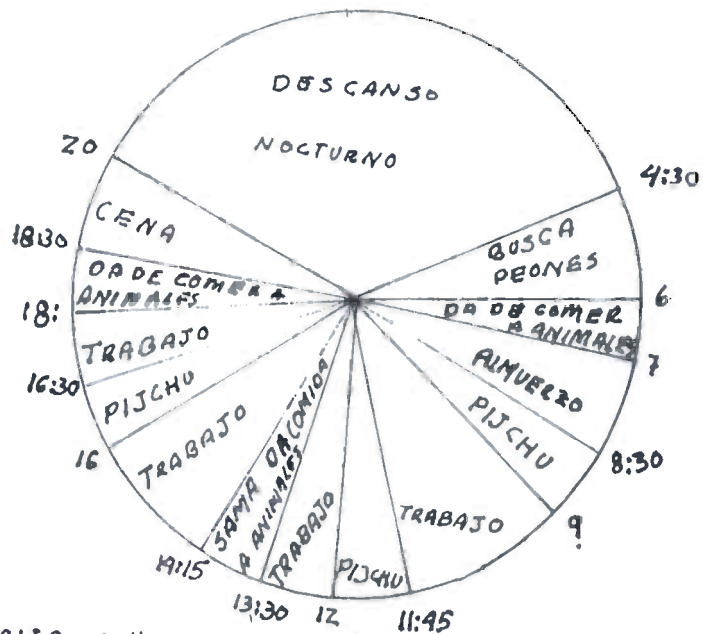 DESCANSO
NOCTURNO
4:30
BUSCA
PEONES
6
DA DE COMER
A ANIMALES
7
ALMUERZO
8:30
PIJCHU
9
TRABAJO
11:45
PIJCHU
12
TRABAJO
13:30
SAMA DA COMIDA
A ANIMALES
14:15
TRABAJO
16
PIJCHU
16:30
TRABAJO
18:
DA DE COMER A
ANIMALES
18:30
CENA
20